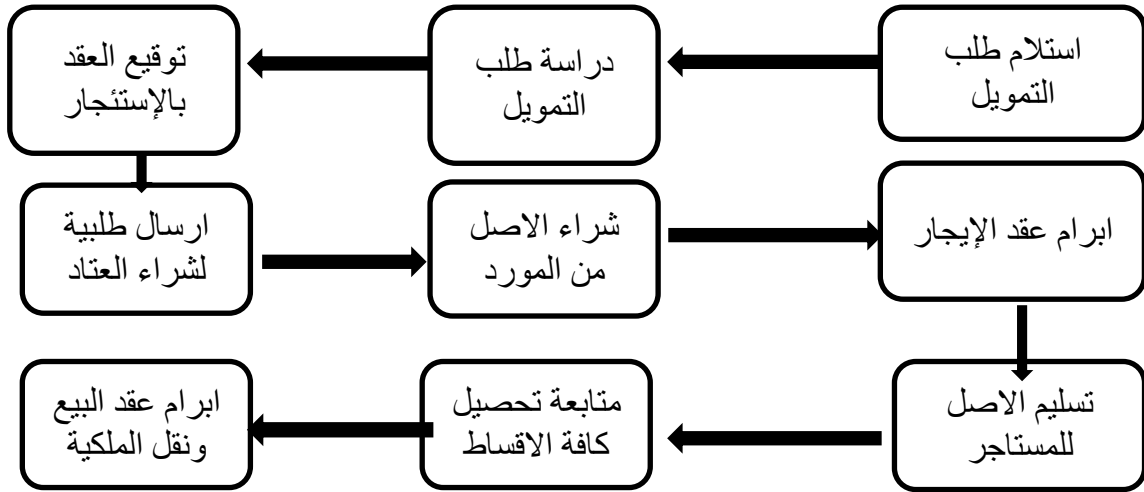 استلام طلب
التمويل
دراسة طلب
التمويل
توقيع العقد
بالإستئجار
ارسال طلبية
لشراء العتاد
شراء الاصل
من المورد
ابرام عقد الإيجار
تسليم الاصل
للمستاجر
متابعة تحصيل
كافة الاقساط
ابرام عقد البيع
ونقل الملكية